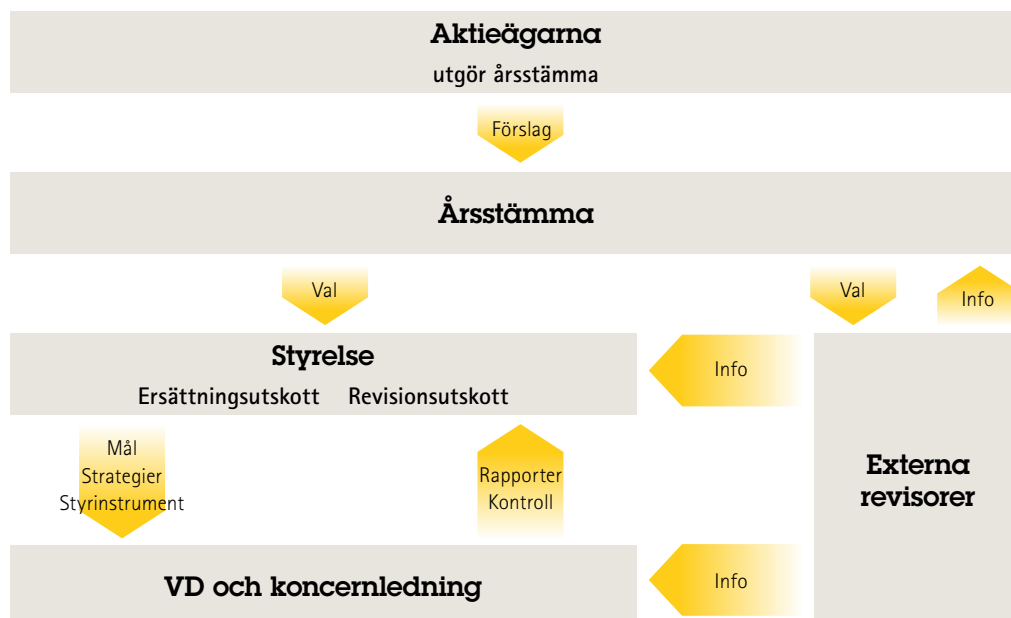 Aktieägarna
utgör årsstämma
Förslag
Årsstämma
Val
Val
Info
Styrelse
Ersättningsutskott Revisionsutskott
Info
Mål
Strategier
Styrinstrument
Rapporter
Kontroll
Externa
revisorer
VD och koncernledning
Info